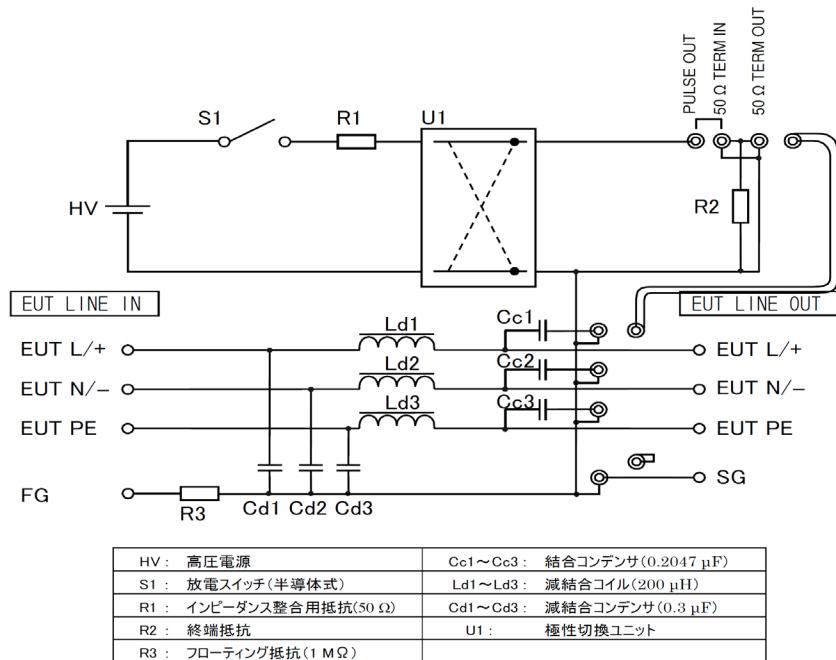 PULSE OUT
50 Ω TERM IN
50 Ω TERM OUT
S1
R1
U1
HV
R2
EUT LINE IN
EUT LINE OUT
Ld1
Cc1
EUT L/+
EUT L/+
Ld2
Cc2
EUT N/−
EUT N/−
Ld3
Cc3
EUT PE
EUT PE
FG
SG
R3
Cd1
Cd2
Cd3
HV： 高圧電源 Cc1～Cc3： 結合コンデンサ(0.2047 μF)
S1： 放電スイッチ(半導体式) Ld1～Ld3： 減結合コイル(200 μH)
R1： インピーダンス整合用抵抗(50 Ω) Cd1～Cd3： 減結合コンデンサ(0.3 μF)
R2： 終端抵抗 U1： 極性切換ユニット
R3： フローティング抵抗(1 MΩ)